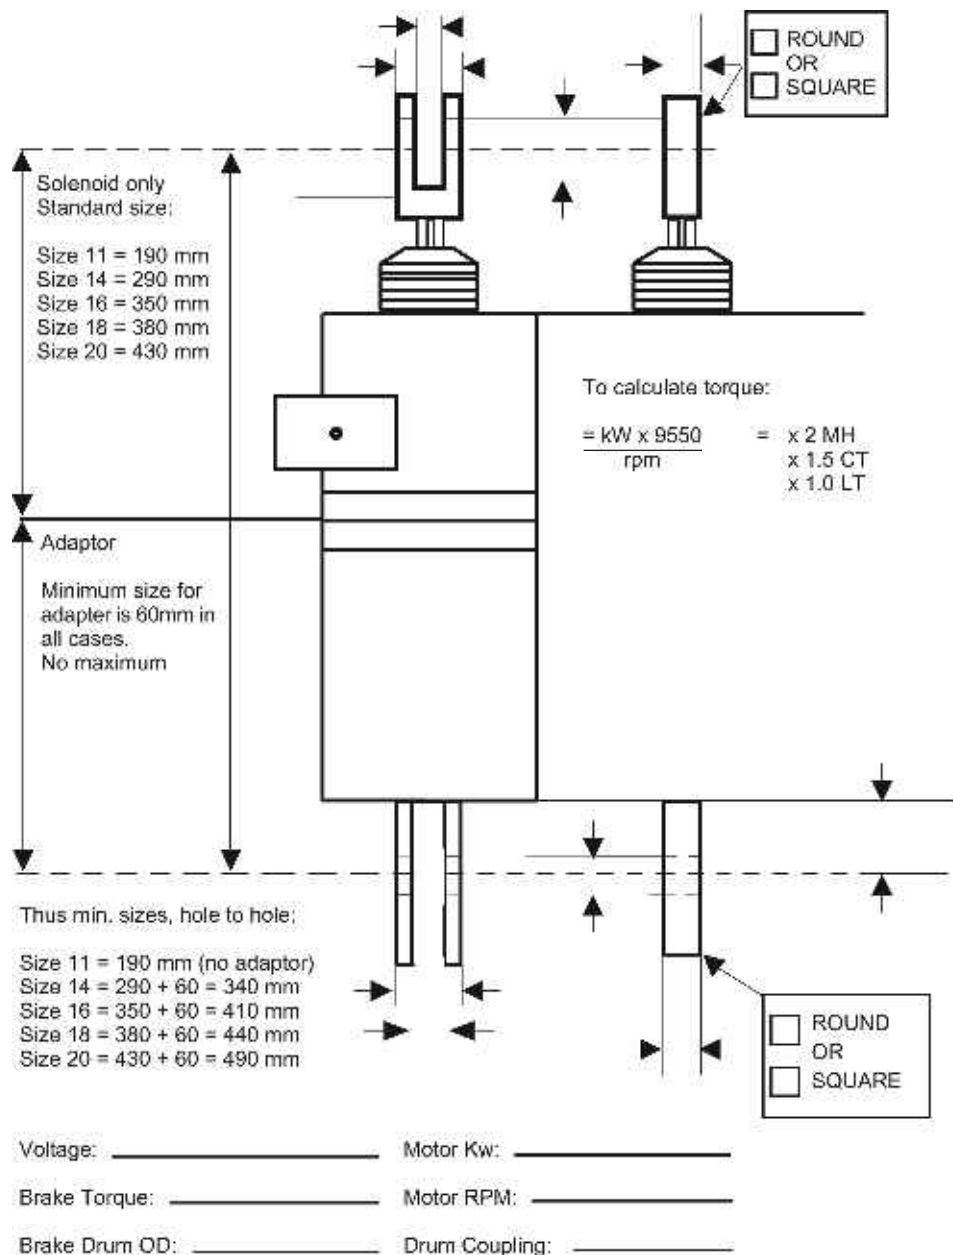 ROUND
OR
SQUARE
Solenoid only
Standard size:
Size 11 = 190 mm
Size 14 = 290 mm
Size 16 = 350 mm
Size 18 = 380 mm
Size 20 = 430 mm
To calculate torque:
= kW x 9550 = x 2 MH
rpm x 1.5 CT
x 1.0 LT
Adaptor
Minimum size for
adapter is 60mm in
all cases.
No maximum
Thus min. sizes, hole to hole:
Size 11 = 190 mm (no adaptor)
Size 14 = 290 + 60 = 340 mm
Size 16 = 350 + 60 = 410 mm
Size 18 = 380 + 60 = 440 mm
Size 20 = 430 + 60 = 490 mm
ROUND
OR
SQUARE
Voltage: Motor Kw:
Brake Torque: Motor RPM:
Brake Drum OD: Drum Coupling: